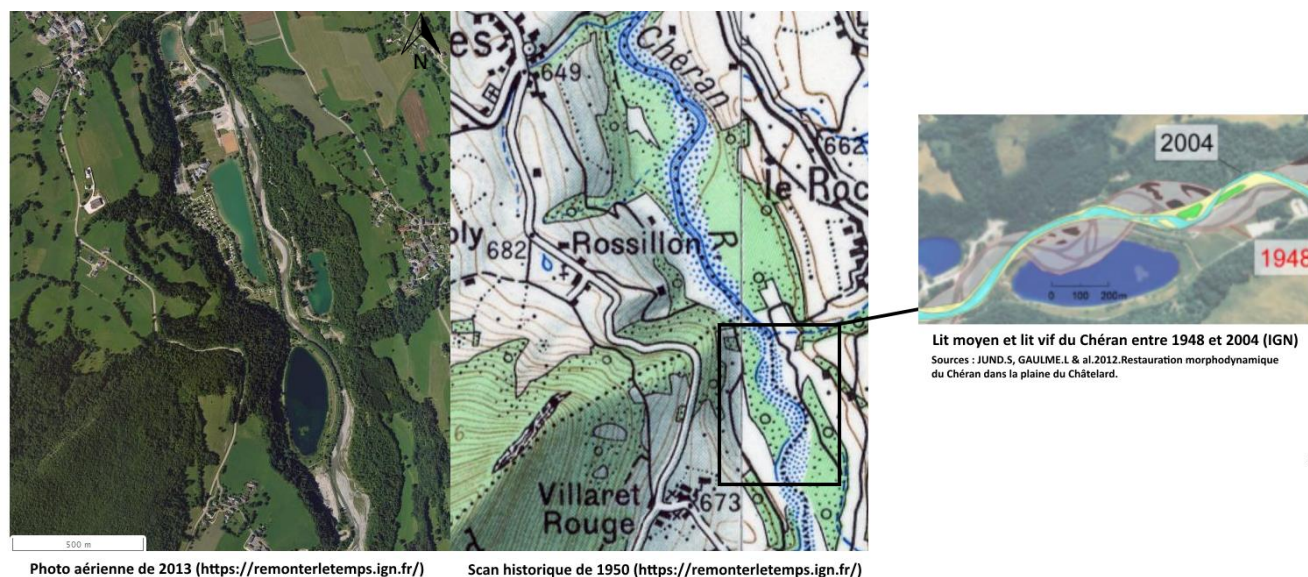 N
500 m
Photo aérienne de 2013 (https://remonterletemps.ign.fr/)
es
649
Chéran
662
le Roc
R
oly
682
Rossillon
6
Villaret
Rouge
673
Scan historique de 1950 (https://remonterletemps.ign.fr/)
2004
1948
0 100 200m
Lit moyen et lit vif du Chéran entre 1948 et 2004 (IGN)
Sources : JUND.S, GAULME.L & al.2012.Restauration morphodynamique
du Chéran dans la plaine du Châtelard.